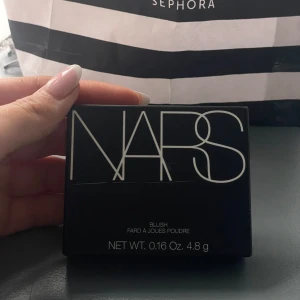 SEPHORA
NARS
BLUSH
FARD À JOUES POUDRE
NET WT. 0.16 Oz. 4.8 g